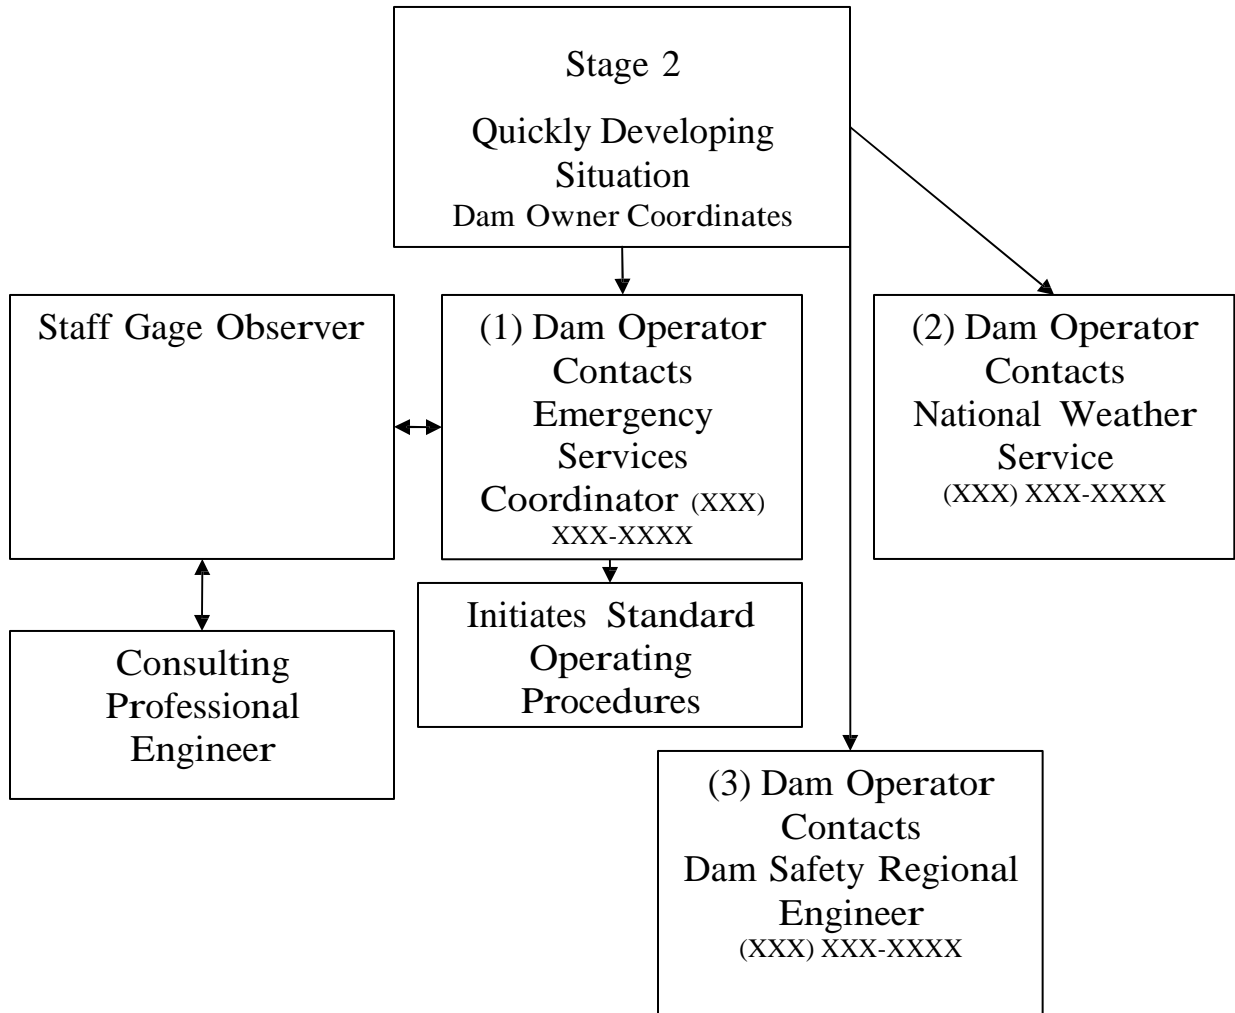 Stage 2
Quickly Developing
Situation
Dam Owner Coordinates
Staff Gage Observer
(1) Dam Operator
Contacts
Emergency
Services
Coordinator (XXX)
XXX-XXXX
(2) Dam Operator
Contacts
National Weather
Service
(XXX) XXX-XXXX
Initiates Standard
Operating
Procedures
Consulting
Professional
Engineer
(3) Dam Operator
Contacts
Dam Safety Regional
Engineer
(XXX) XXX-XXXX